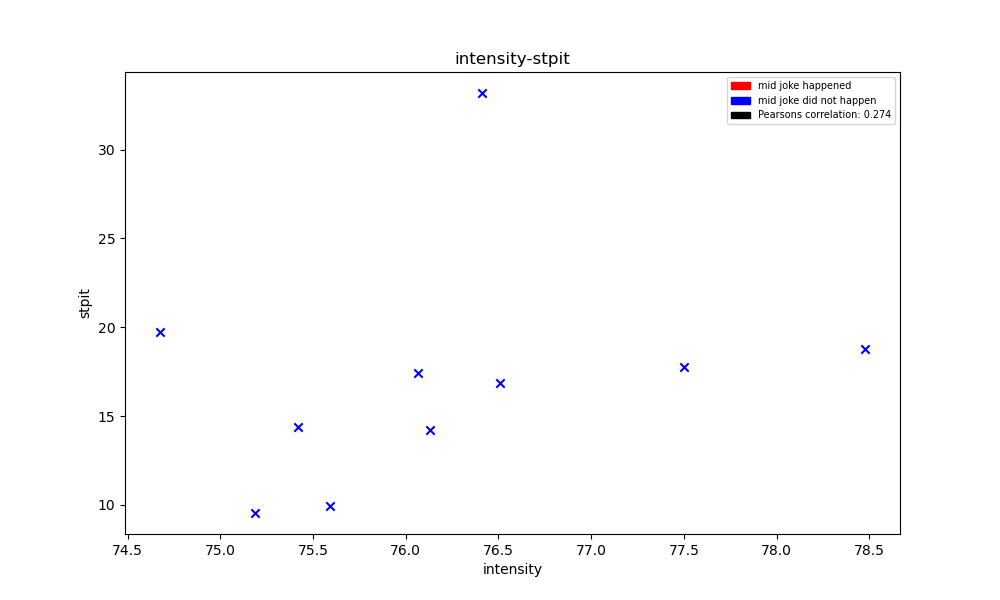 intensity-stpit
mid joke happened
mid joke did not happen
Pearsons correlation: 0.274
30
25
20
15
10
stpit
74.5 75.0 75.5 76.0 76.5 77.0 77.5 78.0 78.5
intensity